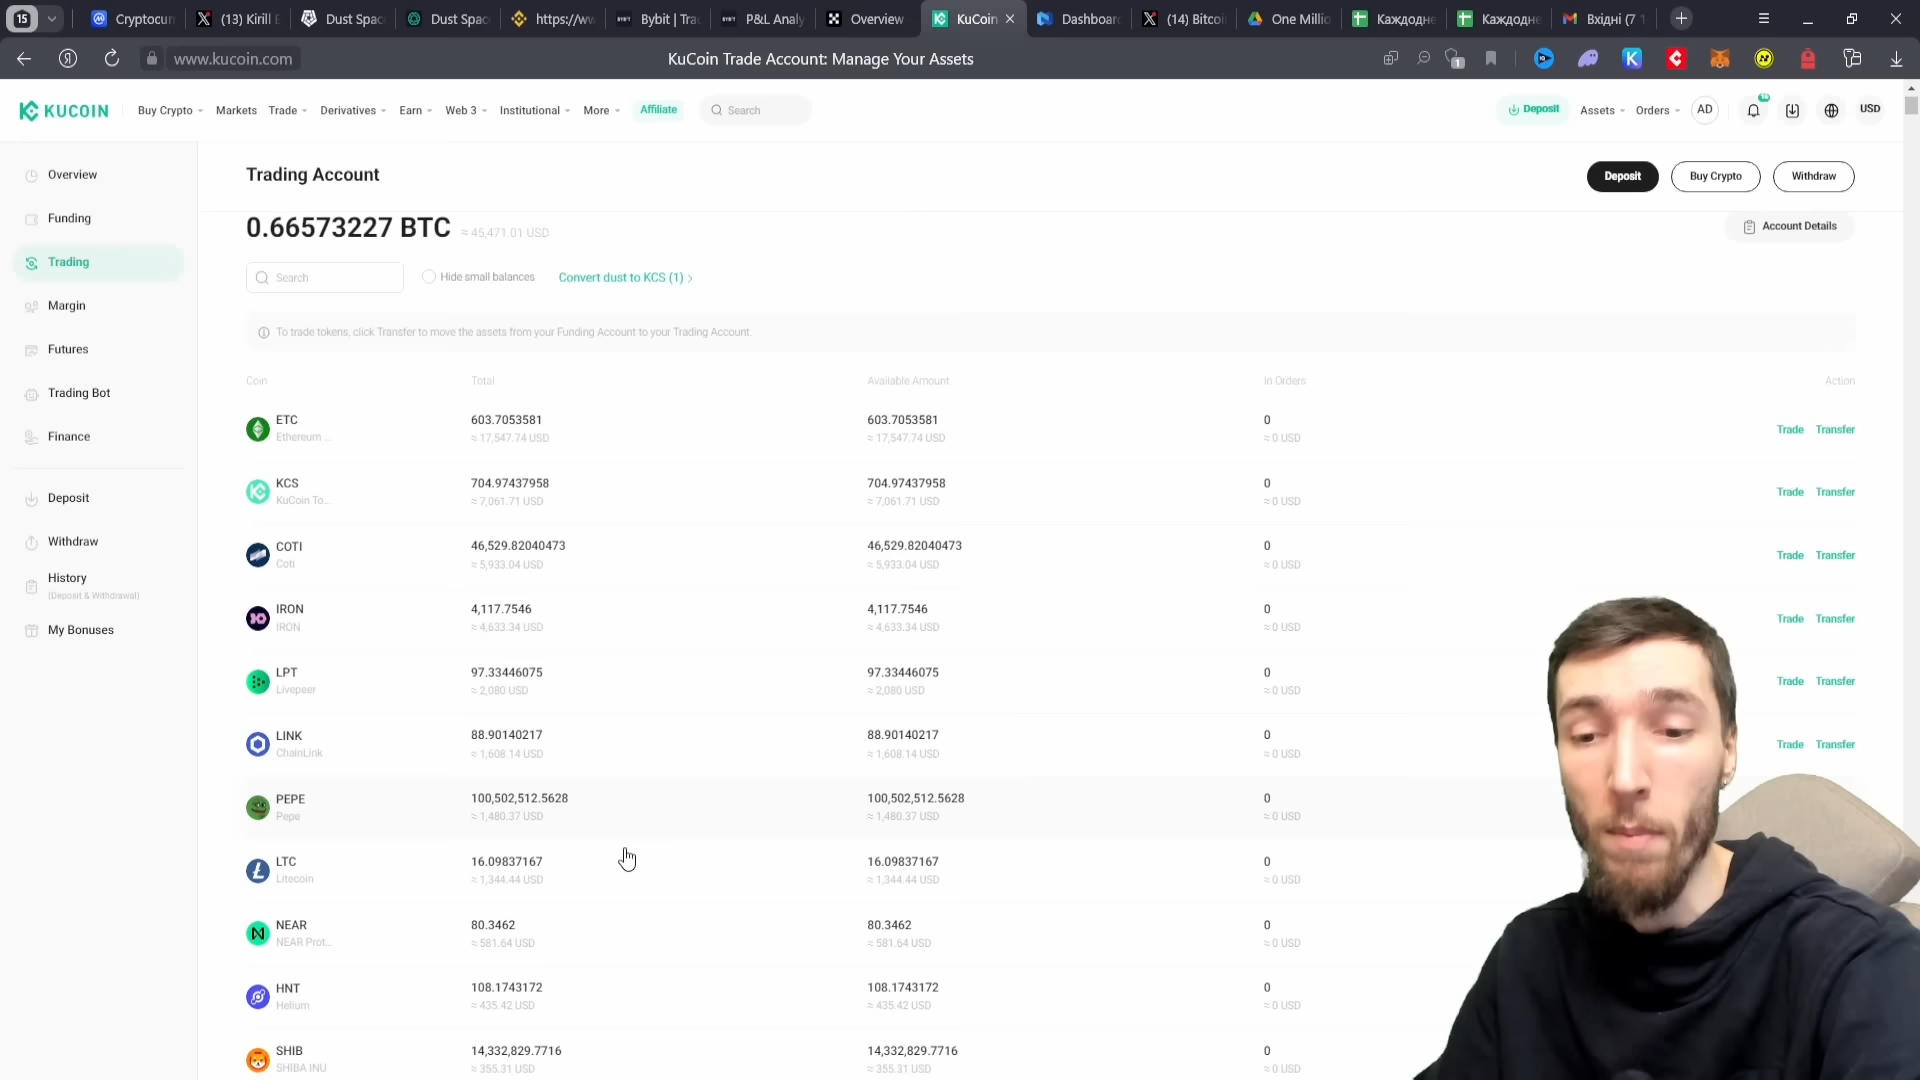 15
Cryptocur
(13) Kirill E
Dust Spac
Dust Spac
https://ww
Bybit | Tra
P&L Analy
Overview
KuCoin
Dashboard
(14) Bitcoi
One Millio
Каждодне
Каждодне
Вхідні (7
www.kucoin.com
KuCoin Trade Account: Manage Your Assets
1
KUCOIN
Buy Crypto
Markets
Trade
Derivatives
Earn
Web 3
Institutional
More
Affiliate
Search
Deposit
Assets
Orders
AD
USD
Overview
Funding
Trading
Margin
Futures
Trading Bot
Finance
Deposit
Withdraw
History
(Deposit & Withdrawal)
My Bonuses
Trading Account
Deposit
Buy Crypto
Withdraw
0.66573227 BTC ≈ 45,471.01 USD
Account Details
Search
Hide small balances
Convert dust to KCS (1) >
To trade tokens, click Transfer to move the assets from your Funding Account to your Trading Account.
Coin Total Available Amount In Orders Action
ETC 603.7053581 603.7053581 0
Ethereum ... ≈ 17,547.74 USD ≈ 17,547.74 USD ≈ 0 USD
Trade Transfer
KCS 704.97437958 704.97437958 0
KuCoin To... ≈ 7,061.71 USD ≈ 7,061.71 USD ≈ 0 USD
Trade Transfer
COTI 46,529.82040473 46,529.82040473 0
Coti ≈ 5,933.04 USD ≈ 5,933.04 USD ≈ 0 USD
Trade Transfer
IRON 4,117.7546 4,117.7546 0
IRON ≈ 4,633.34 USD ≈ 4,633.34 USD ≈ 0 USD
Trade Transfer
LPT 97.33446075 97.33446075 0
Livepeer ≈ 2,080 USD ≈ 2,080 USD ≈ 0 USD
Trade Transfer
LINK 88.90140217 88.90140217 0
ChainLink ≈ 1,608.14 USD ≈ 1,608.14 USD ≈ 0 USD
Trade Transfer
PEPE 100,502,512.5628 100,502,512.5628 0
Pepe ≈ 1,480.37 USD ≈ 1,480.37 USD ≈ 0 USD
LTC 16.09837167 16.09837167 0
Litecoin ≈ 1,344.44 USD ≈ 1,344.44 USD ≈ 0 USD
NEAR 80.3462 80.3462 0
NEAR Prot... ≈ 581.64 USD ≈ 581.64 USD ≈ 0 USD
HNT 108.1743172 108.1743172 0
Helium ≈ 435.42 USD ≈ 435.42 USD ≈ 0 USD
SHIB 14,332,829.7716 14,332,829.7716 0
SHIBA INU ≈ 355.31 USD ≈ 355.31 USD ≈ 0 USD